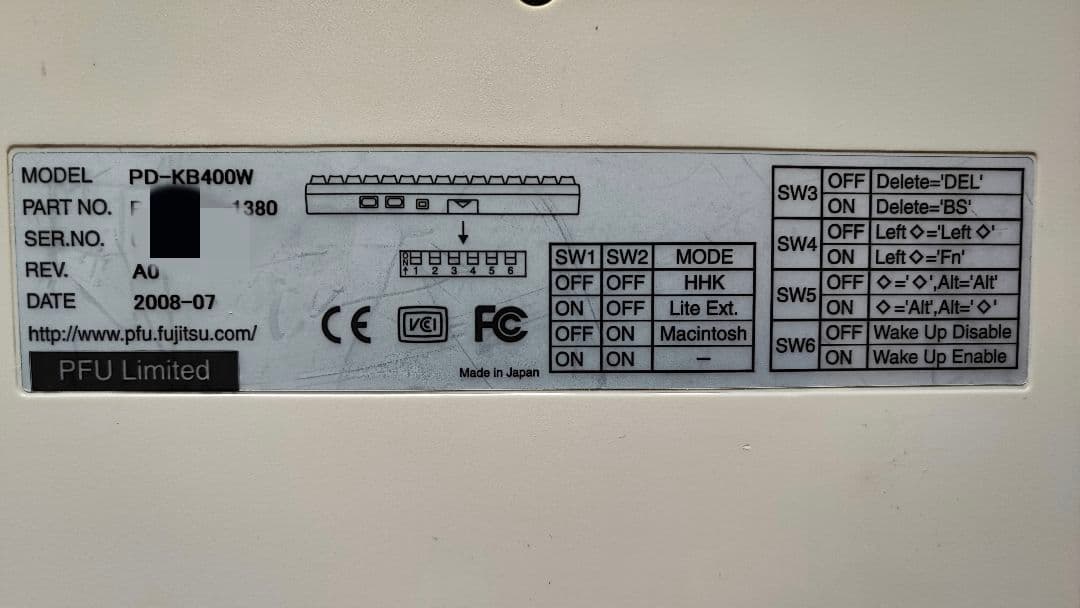 MODEL PD-KB400W
PART NO. 1380
SER.NO.
REV. A0
DATE 2008-07
http://www.pfu.fujitsu.com/
PFU Limited
ON
1 2 3 4 5 6
CE VCI FC
Made in Japan
SW1 SW2 MODE
OFF OFF HHK
ON OFF Lite Ext.
OFF ON Macintosh
ON ON —
SW3 OFF Delete='DEL'
ON Delete='BS'
SW4 OFF Left◇='Left◇'
ON Left◇='Fn'
SW5 OFF ◇='◇',Alt='Alt'
ON ◇='Alt',Alt='◇'
SW6 OFF Wake Up Disable
ON Wake Up Enable